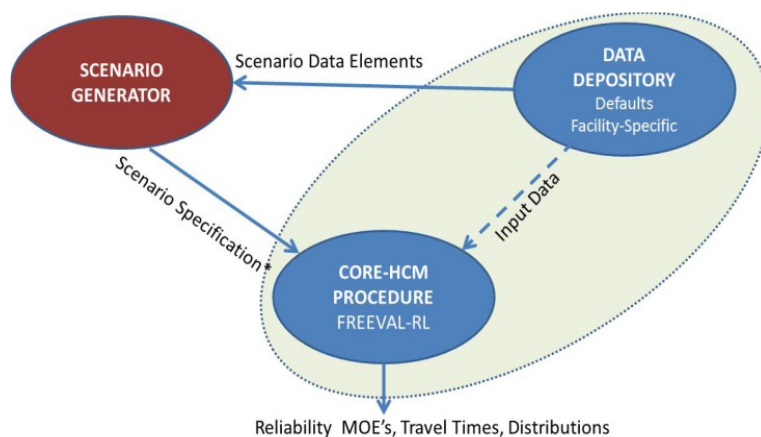 SCENARIO
GENERATOR
Scenario Data Elements
DATA
DEPOSITORY
Defaults
Facility-Specific
Scenario Specification*
Input Data
CORE-HCM
PROCEDURE
FREEVAL-RL
Reliability MOE's, Travel Times, Distributions